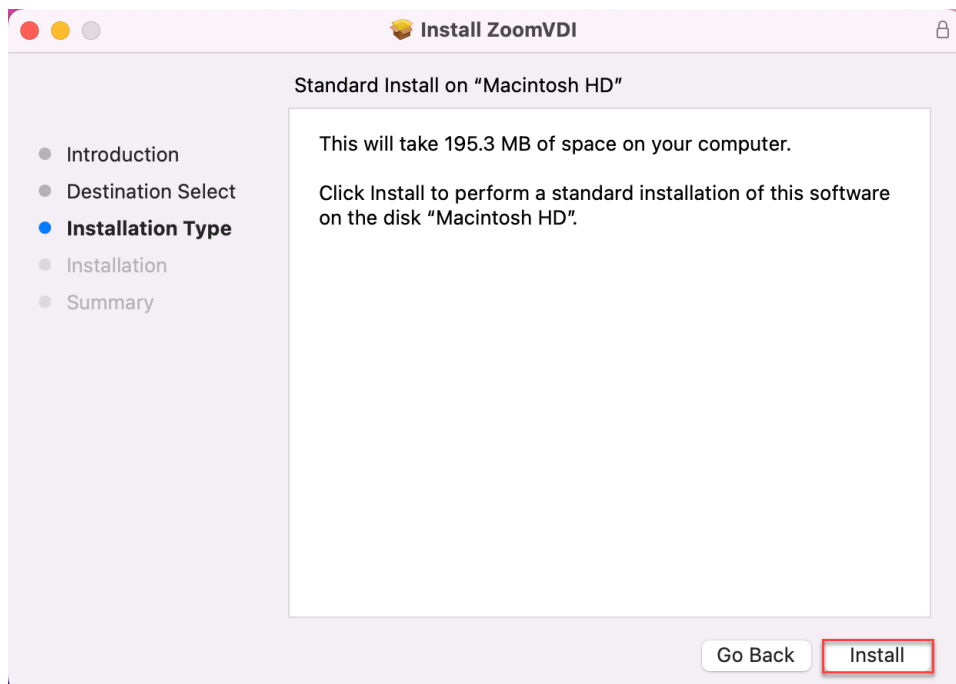 Install ZoomVDI
Standard Install on “Macintosh HD”
Introduction
Destination Select
Installation Type
Installation
Summary
This will take 195.3 MB of space on your computer.
Click Install to perform a standard installation of this software
on the disk “Macintosh HD”.
Go Back
Install